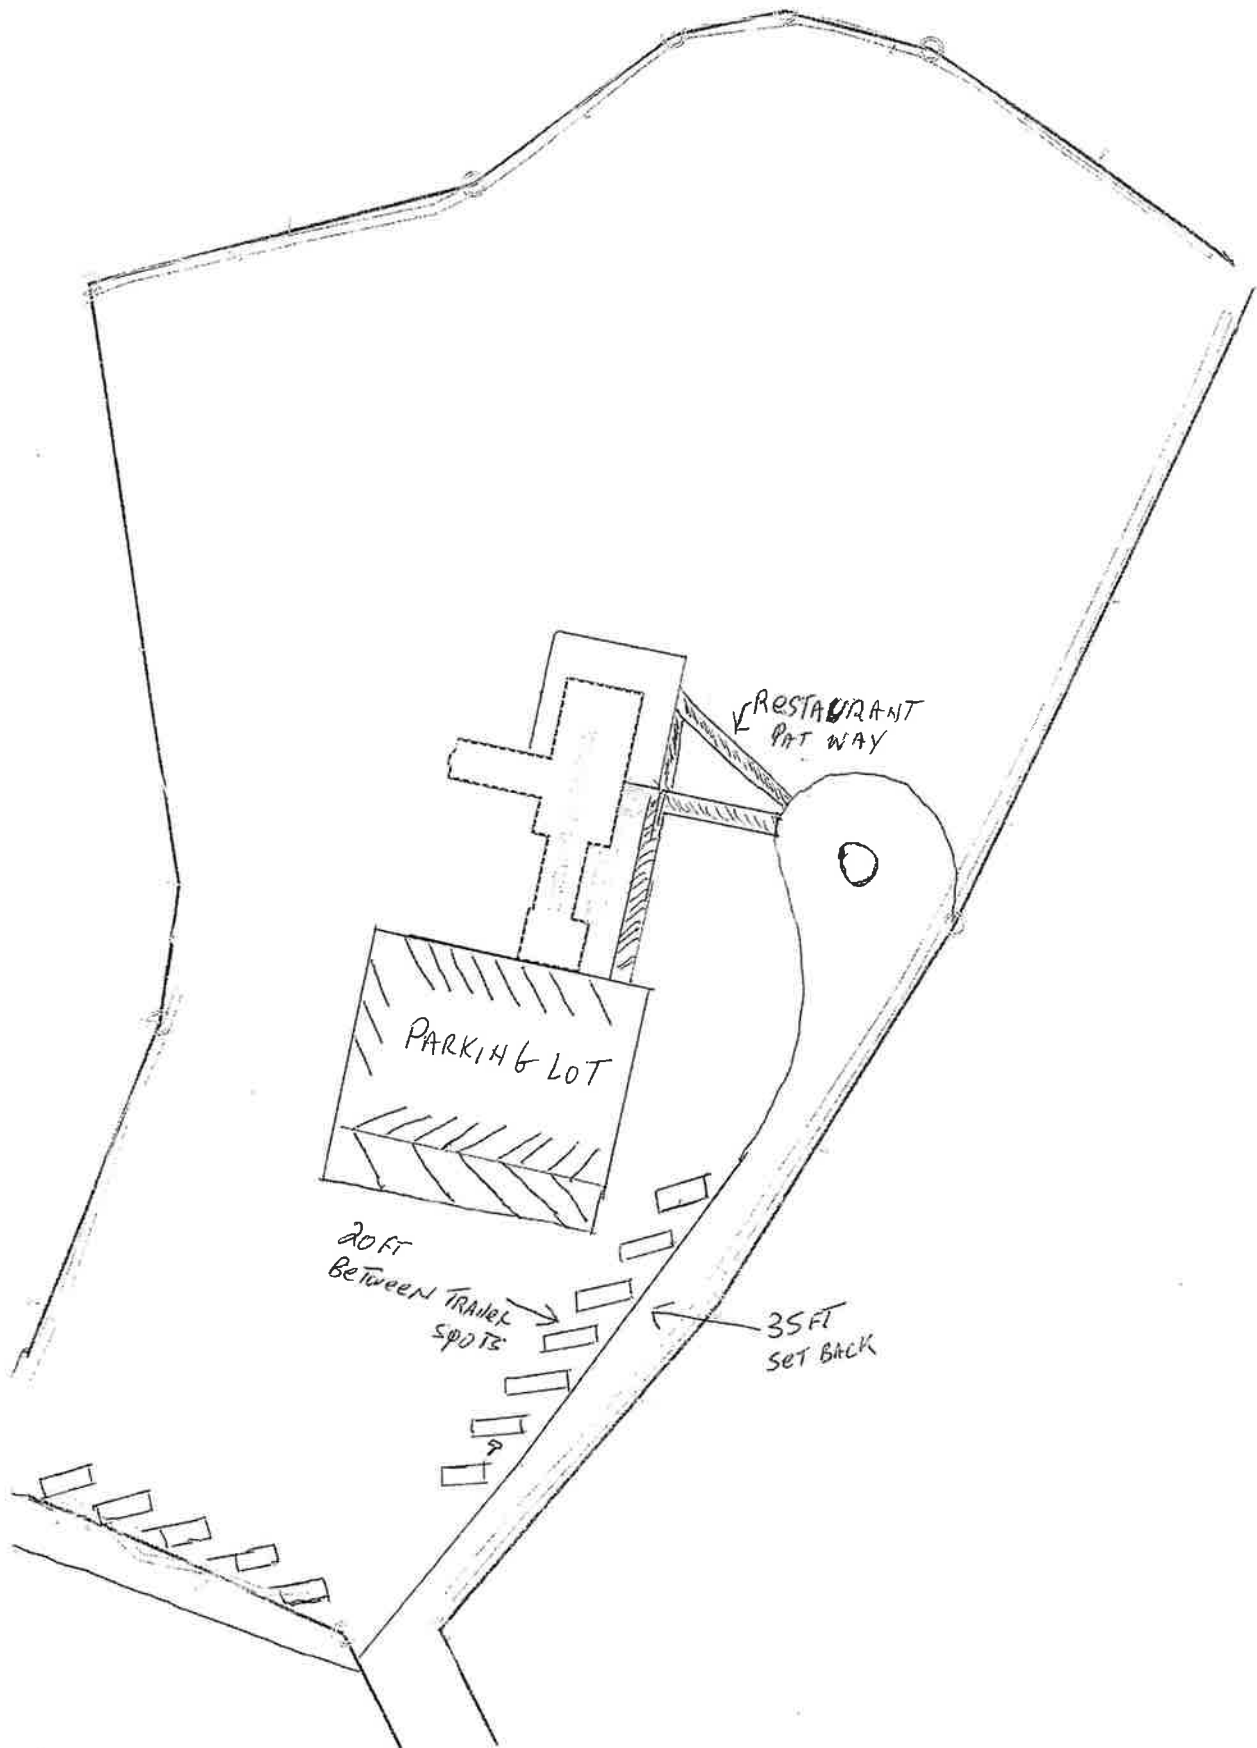 RESTAURANT
PAT WAY
PARKING LOT
20 FT
BETWEEN TRAILER
SPOTS
35 FT
SET BACK